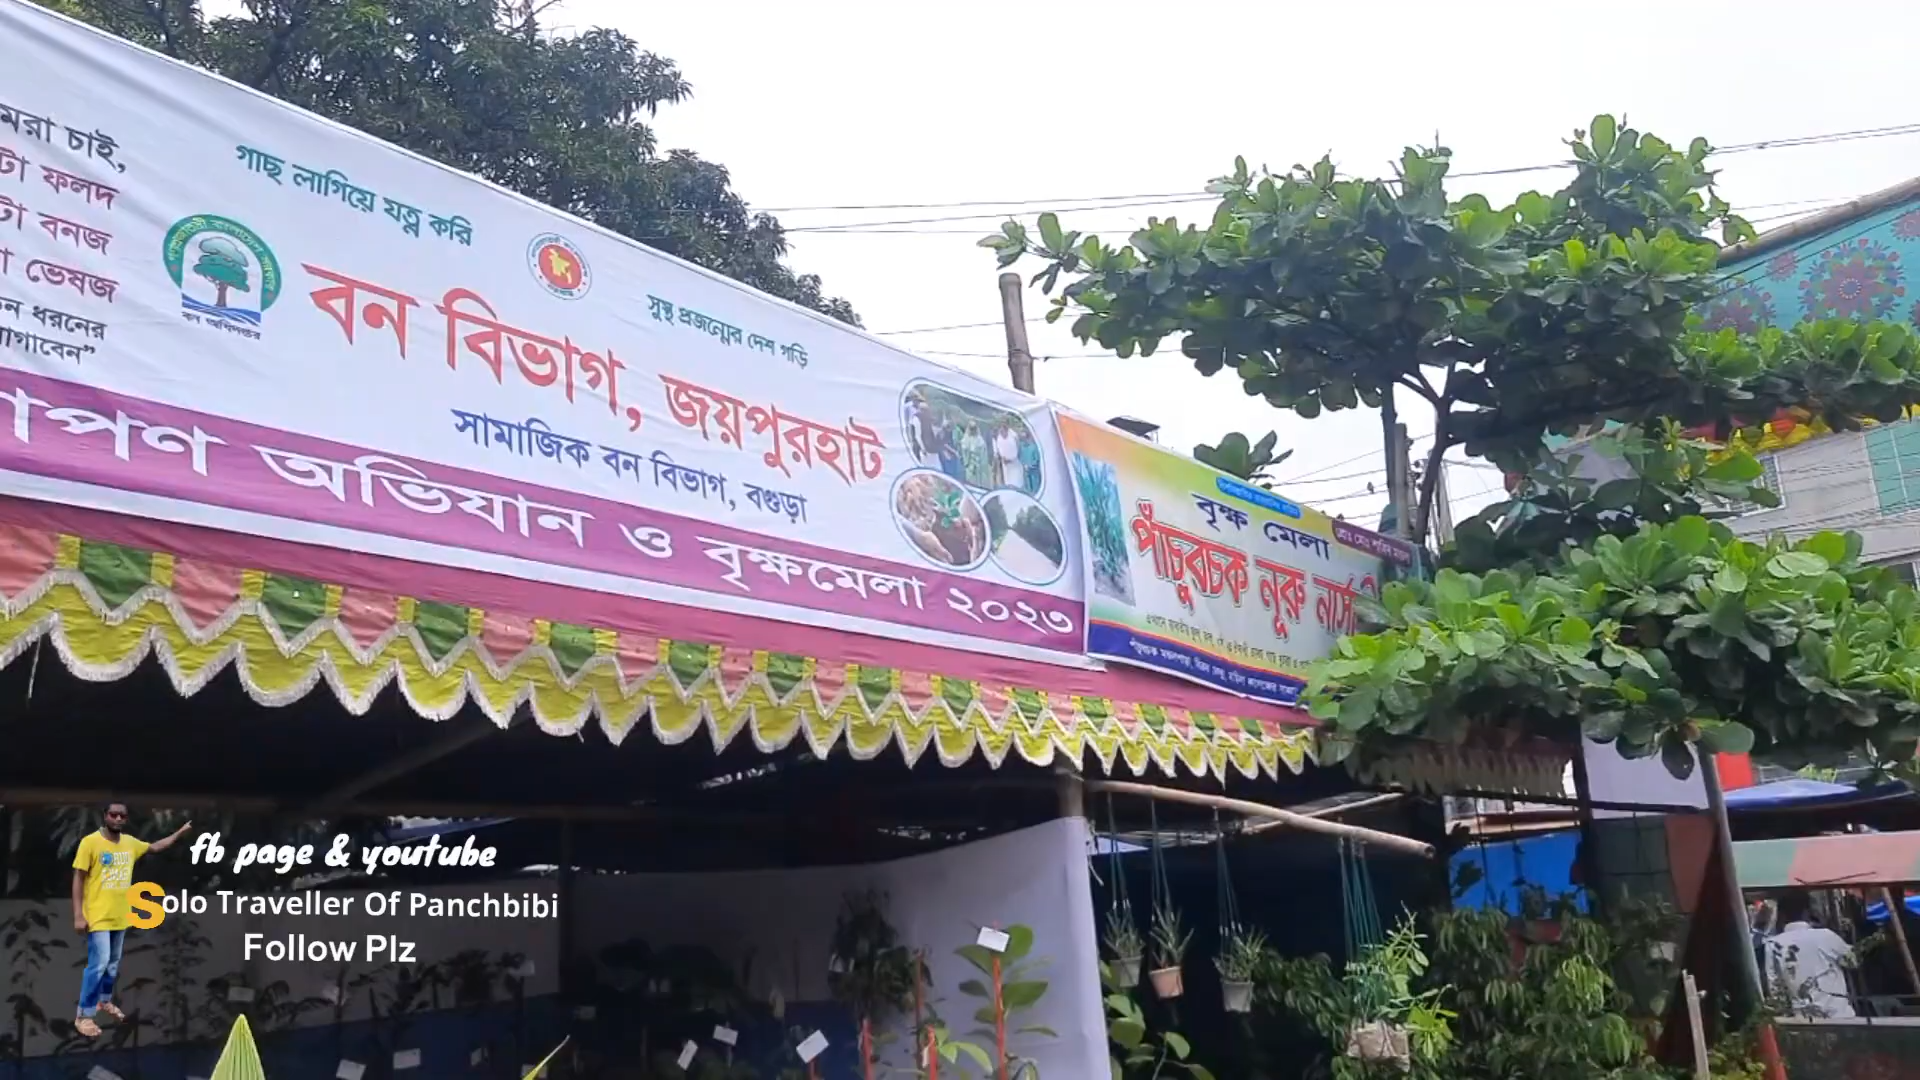 মরা চাই,
টা ফলদ
টা বনজ
া ভেষজ
ন ধরনের
লাগাবেন”
গাছ লাগিয়ে যত্ন করি
সুস্থ প্রজন্মের দেশ গড়ি
বন অধিদপ্তর
বন বিভাগ, জয়পুরহাট
সামাজিক বন বিভাগ, বগুড়া
াপণ অভিযান ও বৃক্ষমেলা ২০২৩
বৃক্ষ মেলা
পাঁচুবচক নূরু নার্সা
fb page & youtube
Solo Traveller Of Panchbibi
Follow Plz